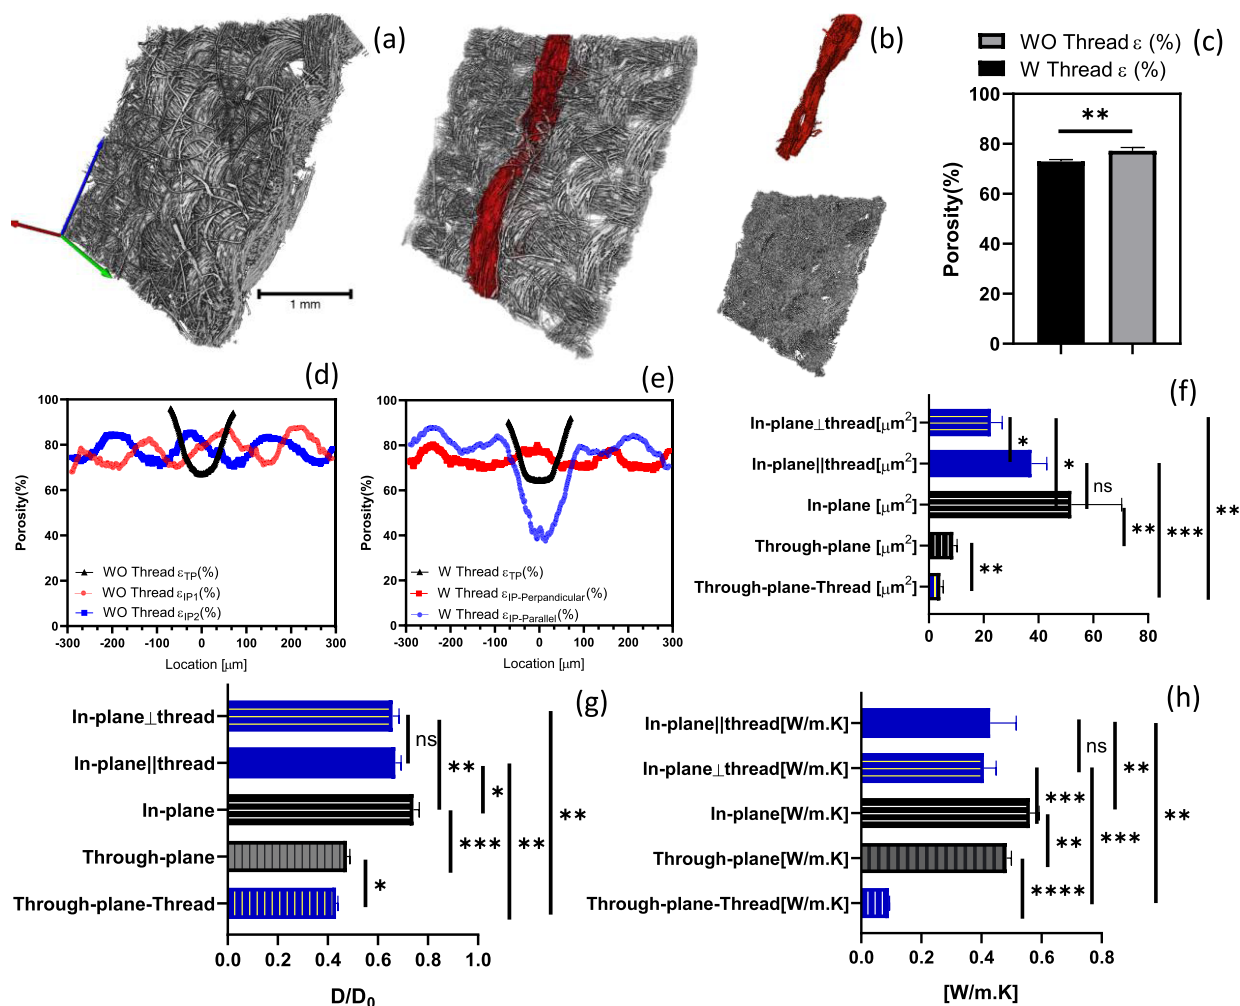 (a)
1 mm
(b)
(c)
WO Thread ε (%)
W Thread ε (%)
Porosity(%)
100
80
60
40
20
0
**
(d)
Porosity(%)
100
80
60
40
20
0
WO Thread ε_TP(%)
WO Thread ε_IP1(%)
WO Thread ε_IP2(%)
-300 -200 -100 0 100 200 300
Location [μm]
(e)
Porosity(%)
100
80
60
40
20
0
W Thread ε_TP(%)
W Thread ε_IP-Perpandicular(%)
W Thread ε_IP-Parallel(%)
-300 -200 -100 0 100 200 300
Location [μm]
(f)
In-plane⊥thread[μm²]
In-plane||thread[μm²]
In-plane [μm²]
Through-plane [μm²]
Through-plane-Thread [μm²]
*
*
ns
**
***
**
**
0 20 40 60 80
(g)
In-plane⊥thread
In-plane||thread
In-plane
Through-plane
Through-plane-Thread
ns
**
*
***
**
**
*
0.0 0.2 0.4 0.6 0.8 1.0
D/D₀
(h)
In-plane||thread[W/m.K]
In-plane⊥thread[W/m.K]
In-plane[W/m.K]
Through-plane[W/m.K]
Through-plane-Thread[W/m.K]
ns
**
***
**
***
**
****
0.0 0.2 0.4 0.6 0.8
[W/m.K]